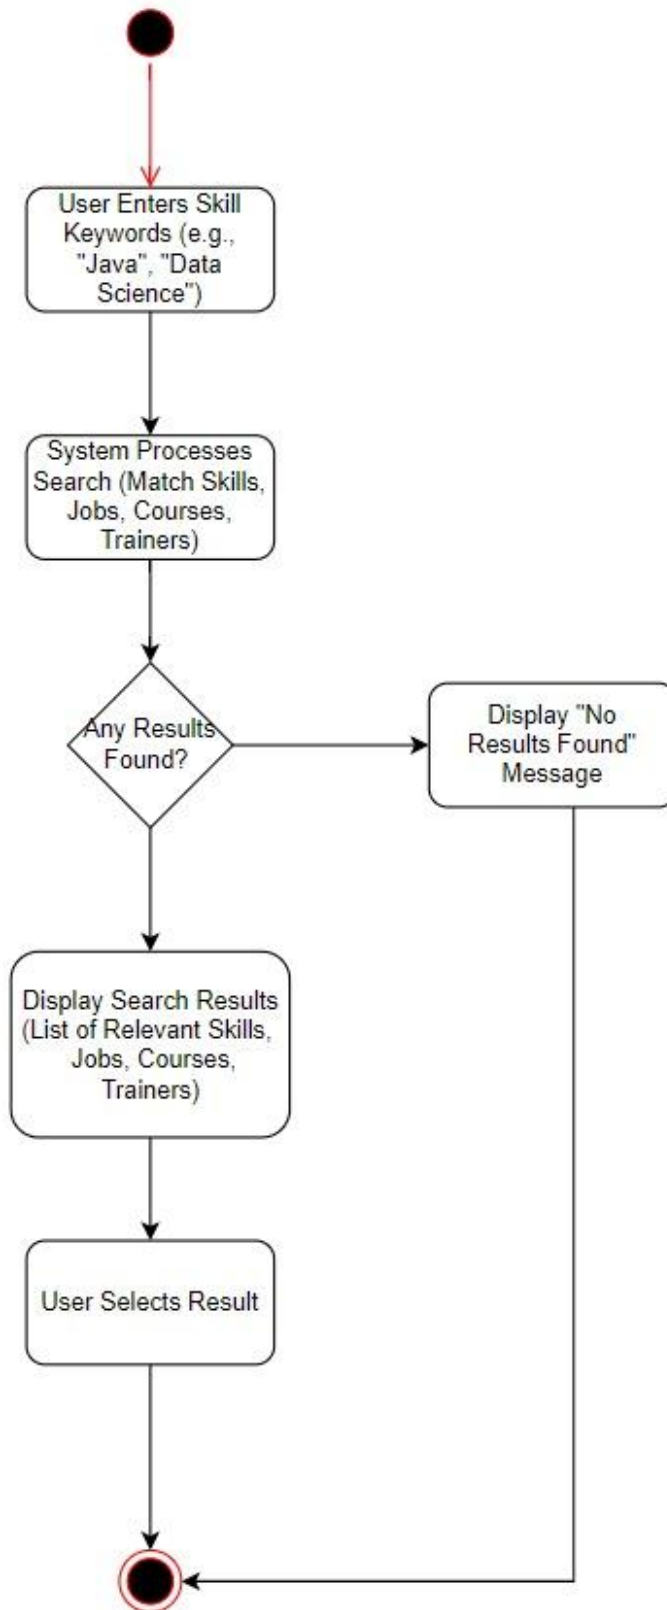 User Enters Skill
Keywords (e.g.,
"Java", "Data
Science")
System Processes
Search (Match Skills,
Jobs, Courses,
Trainers)
Any Results
Found?
Display "No
Results Found"
Message
Display Search Results
(List of Relevant Skills,
Jobs, Courses,
Trainers)
User Selects Result